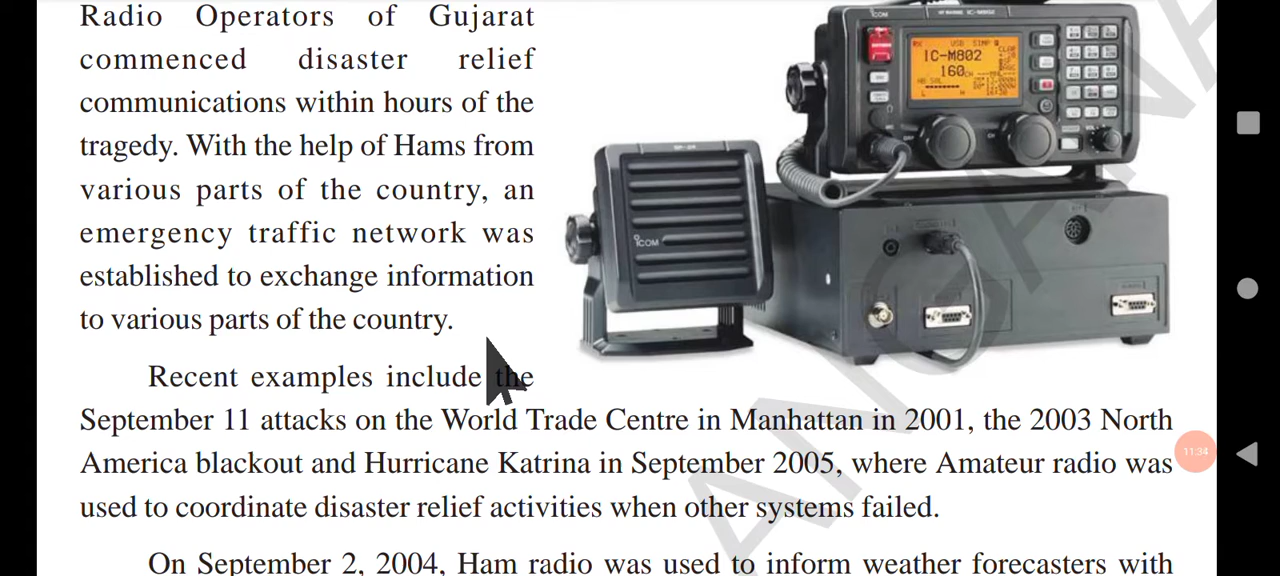 Radio Operators of Gujarat
commenced disaster relief
communications within hours of the
tragedy. With the help of Hams from
various parts of the country, an
emergency traffic network was
established to exchange information
to various parts of the country.
ICOM
IC-M802
160CH
USB SIMP
ICOM
Recent examples include the
September 11 attacks on the World Trade Centre in Manhattan in 2001, the 2003 North
America blackout and Hurricane Katrina in September 2005, where Amateur radio was
used to coordinate disaster relief activities when other systems failed.
On September 2, 2004, Ham radio was used to inform weather forecasters with
11:34